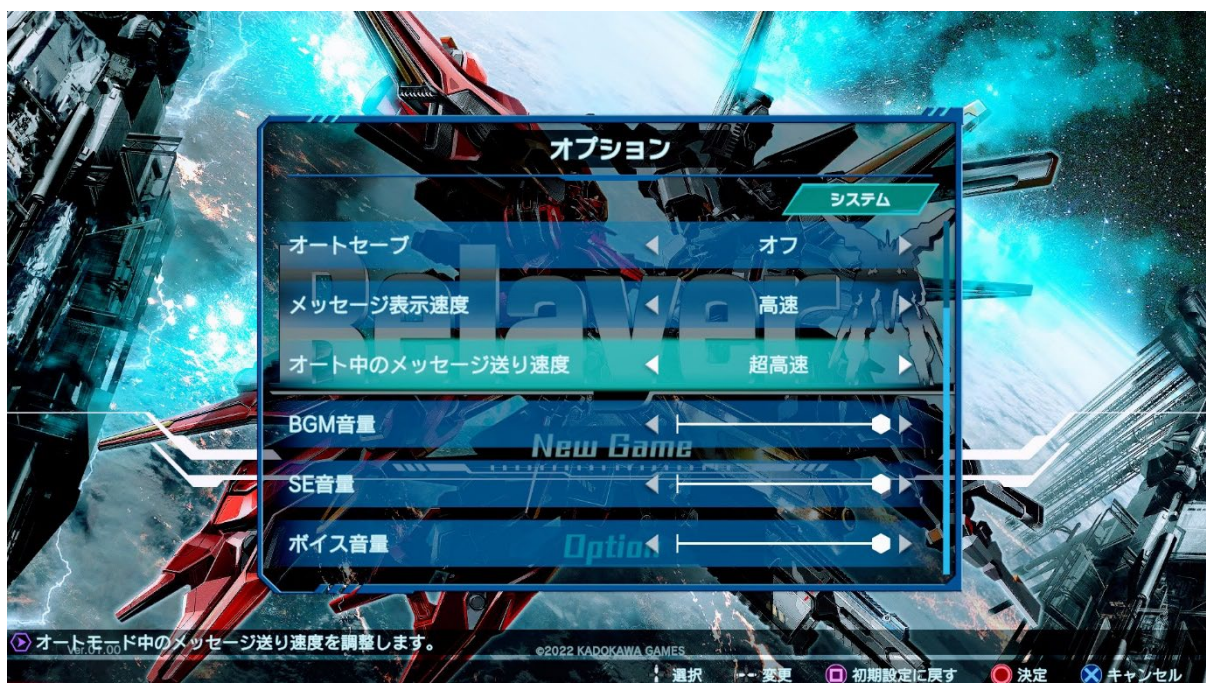 オプション
システム
オートセーブ オフ
メッセージ表示速度 高速
オート中のメッセージ送り速度 超高速
BGM音量
SE音量
ボイス音量
Relayer
New Game
Option
オートモード中のメッセージ送り速度を調整します。
Ver.01.00
©2022 KADOKAWA GAMES
選択 変更 初期設定に戻す 決定 キャンセル